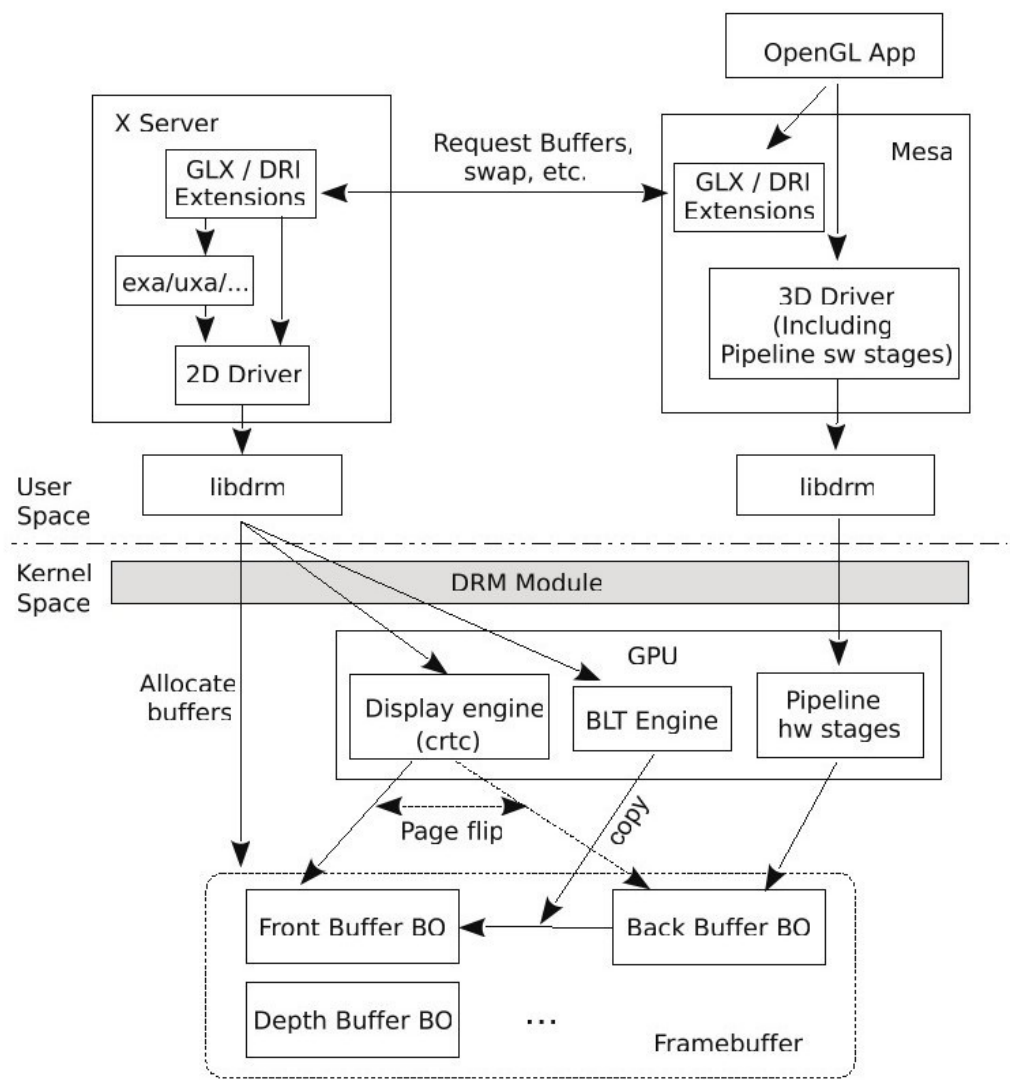 OpenGL App
X Server
GLX / DRI
Extensions
exa/uxa/...
2D Driver
Request Buffers,
swap, etc.
Mesa
GLX / DRI
Extensions
3D Driver
(Including
Pipeline sw stages)
libdrm
libdrm
User
Space
Kernel
Space
DRM Module
GPU
Allocate
buffers
Display engine
(crtc)
BLT Engine
Pipeline
hw stages
Page flip
copy
Front Buffer BO
Back Buffer BO
Depth Buffer BO
...
Framebuffer